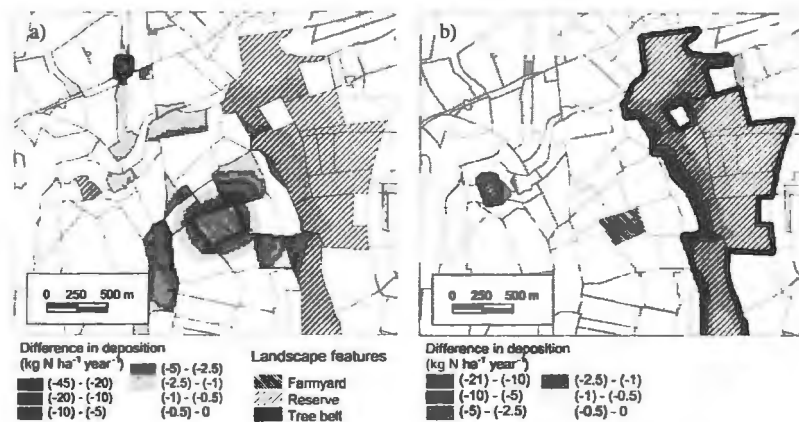 a)
b)
0 250 500 m
0 250 500 m
Difference in deposition
(kg N ha⁻¹ year⁻¹)
(-45) - (-20)
(-20) - (-10)
(-10) - (-5)
(-5) - (-2.5)
(-2.5) - (-1)
(-1) - (-0.5)
(-0.5) - 0
Landscape features
Farmyard
Reserve
Tree belt
Difference in deposition
(kg N ha⁻¹ year⁻¹)
(-21) - (-10)
(-10) - (-5)
(-5) - (-2.5)
(-2.5) - (-1)
(-1) - (-0.5)
(-0.5) - 0